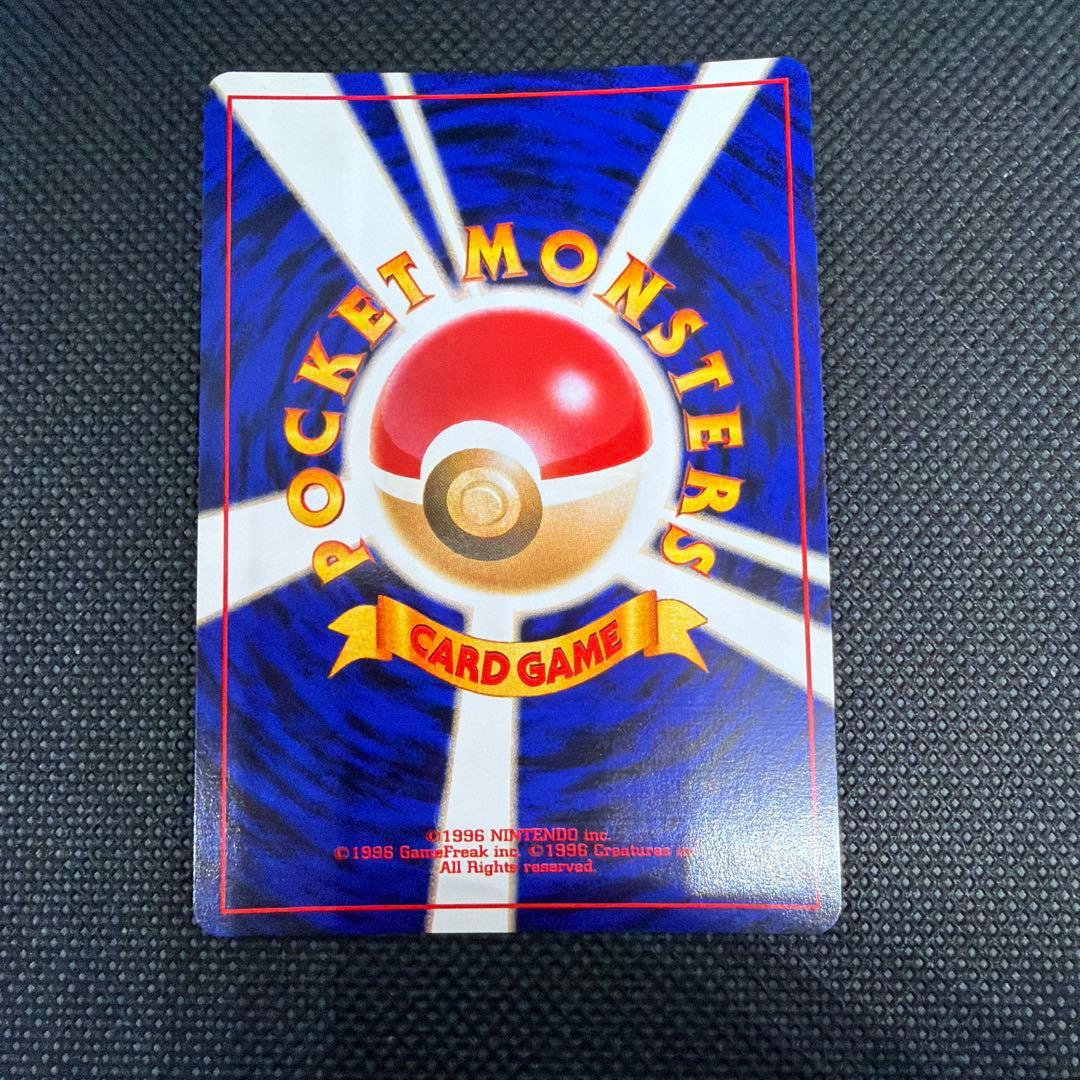 POCKET MONSTERS
CARD GAME
©1996 NINTENDO inc.
©1996 GameFreak inc. ©1996 Creatures
All Rights reserved.